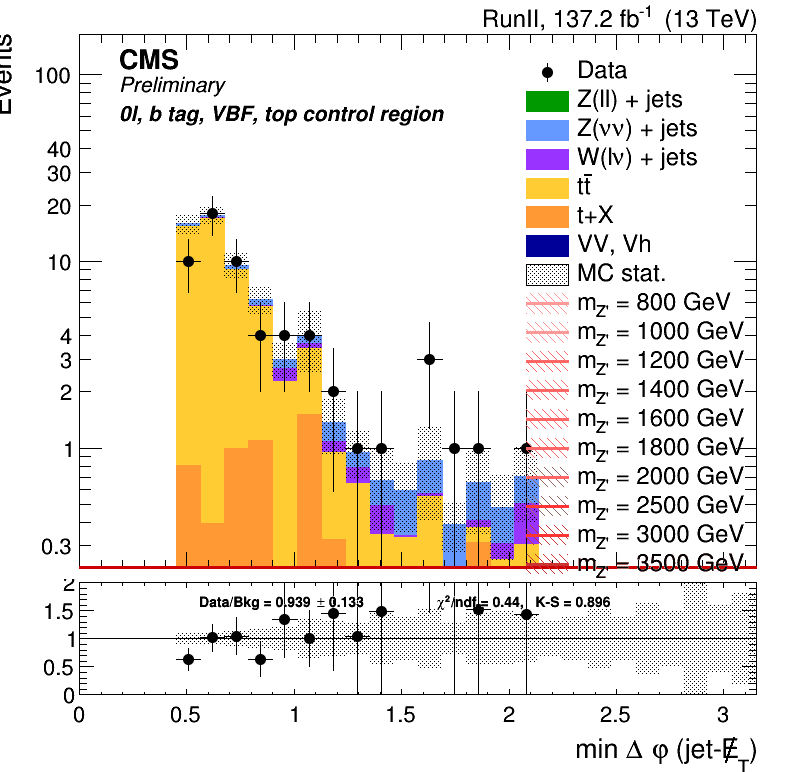 RunII, 137.2 fb⁻¹ (13 TeV)
Events
CMS
Preliminary
0l, b tag, VBF, top control region
Data
Z(ll) + jets
Z(νν) + jets
W(lν) + jets
tt̄
t+X
VV, Vh
MC stat.
m_Z' = 800 GeV
m_Z' = 1000 GeV
m_Z' = 1200 GeV
m_Z' = 1400 GeV
m_Z' = 1600 GeV
m_Z' = 1800 GeV
m_Z' = 2000 GeV
m_Z' = 2500 GeV
m_Z' = 3000 GeV
m_Z' = 3500 GeV
100
40
30
20
10
4
3
2
1
0.3
Data/Bkg = 0.939 ± 0.133
χ²/ndf = 0.44, K-S = 0.896
2
1.5
1
0.5
0
0 0.5 1 1.5 2 2.5 3
min Δ φ (jet-E̸_T)